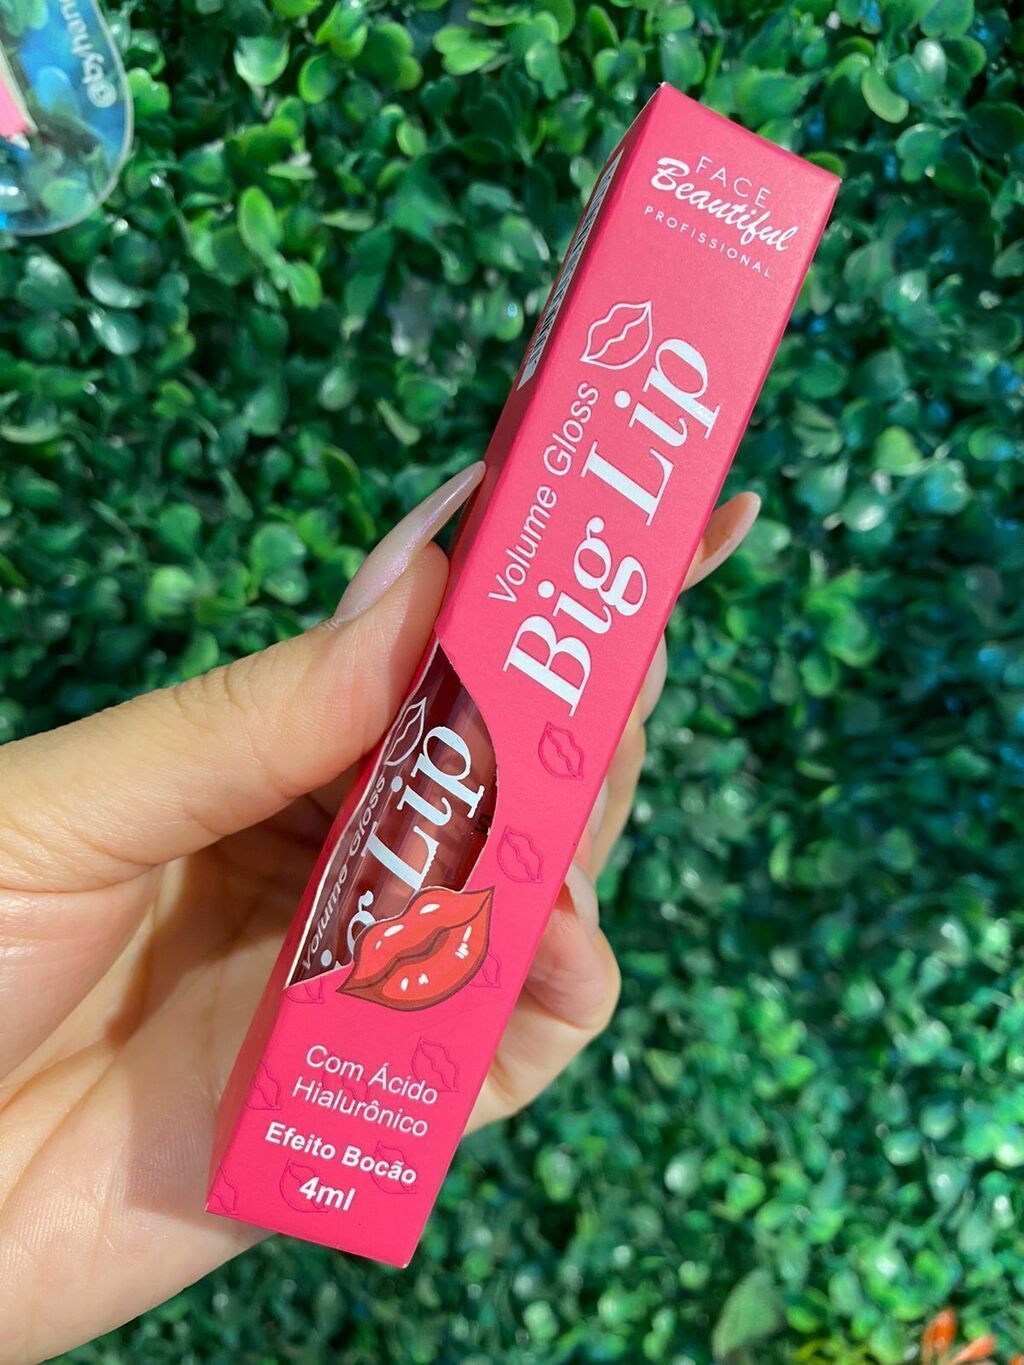 FACE
Beautiful
PROFISSIONAL
Volume Gloss
Big Lip
Volume Gloss
Lip
Com Ácido
Hialurônico
Efeito Bocão
4ml